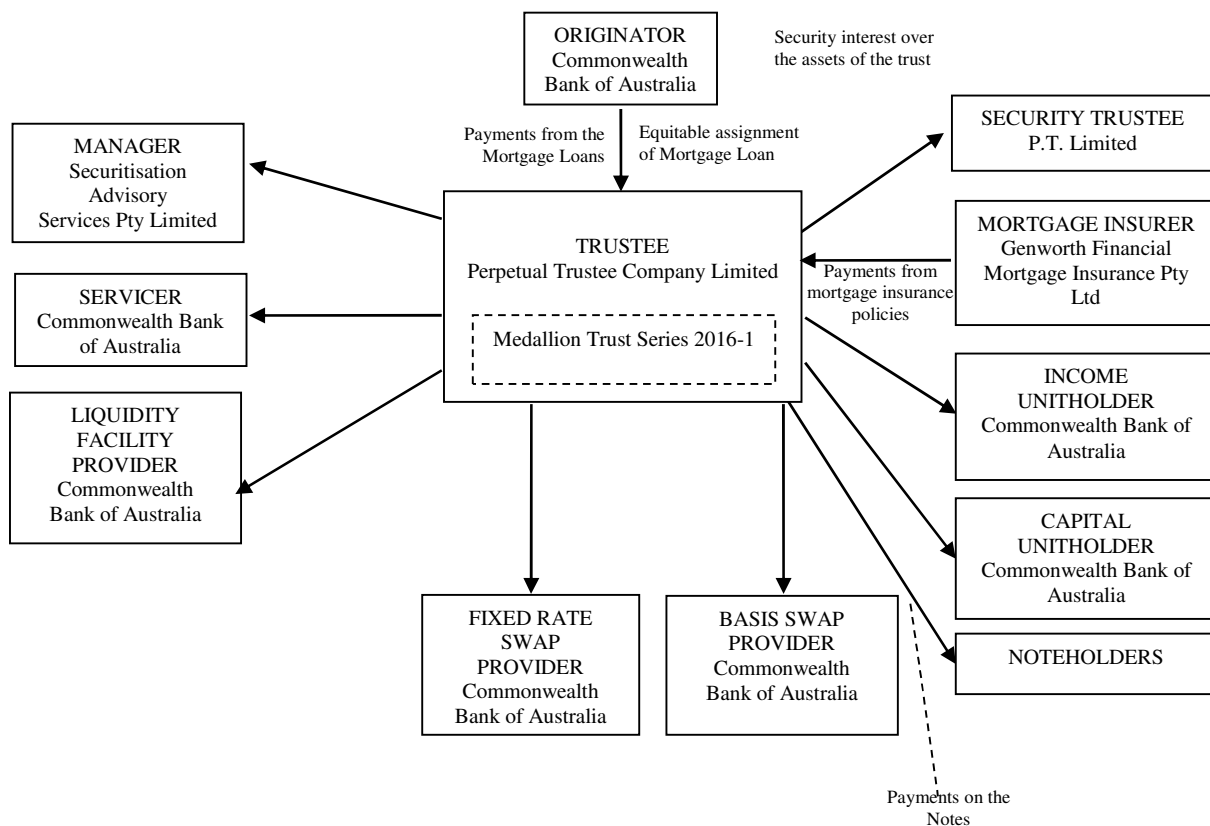 ORIGINATOR
Commonwealth
Bank of Australia
Security interest over
the assets of the trust
Payments from the
Mortgage Loans
Equitable assignment
of Mortgage Loan
MANAGER
Securitisation
Advisory
Services Pty Limited
SECURITY TRUSTEE
P.T. Limited
TRUSTEE
Perpetual Trustee Company Limited
Medallion Trust Series 2016-1
MORTGAGE INSURER
Genworth Financial
Mortgage Insurance Pty
Ltd
Payments from
mortgage insurance
policies
SERVICER
Commonwealth Bank
of Australia
INCOME
UNITHOLDER
Commonwealth Bank of
Australia
LIQUIDITY
FACILITY
PROVIDER
Commonwealth
Bank of Australia
CAPITAL
UNITHOLDER
Commonwealth Bank of
Australia
FIXED RATE
SWAP
PROVIDER
Commonwealth
Bank of Australia
BASIS SWAP
PROVIDER
Commonwealth
Bank of Australia
NOTEHOLDERS
Payments on the
Notes